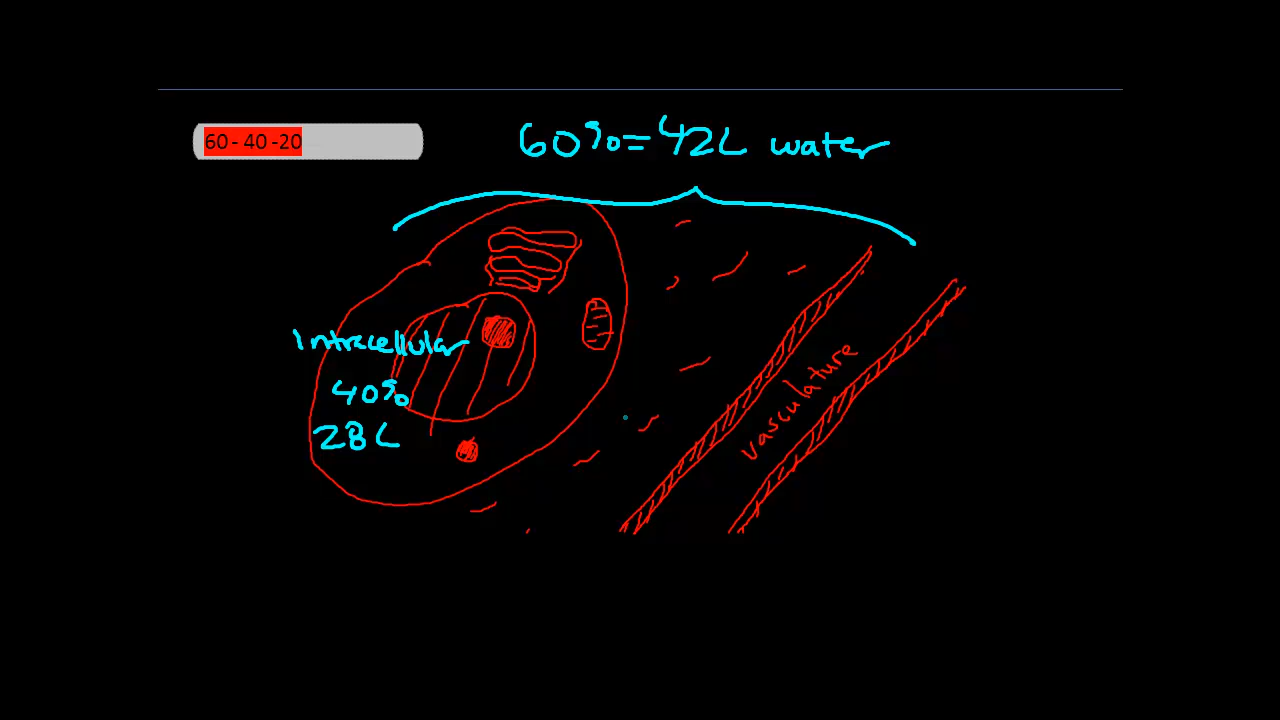 60 - 40 -20
60%=42L water
Intracellular
40%
28L
vasculature